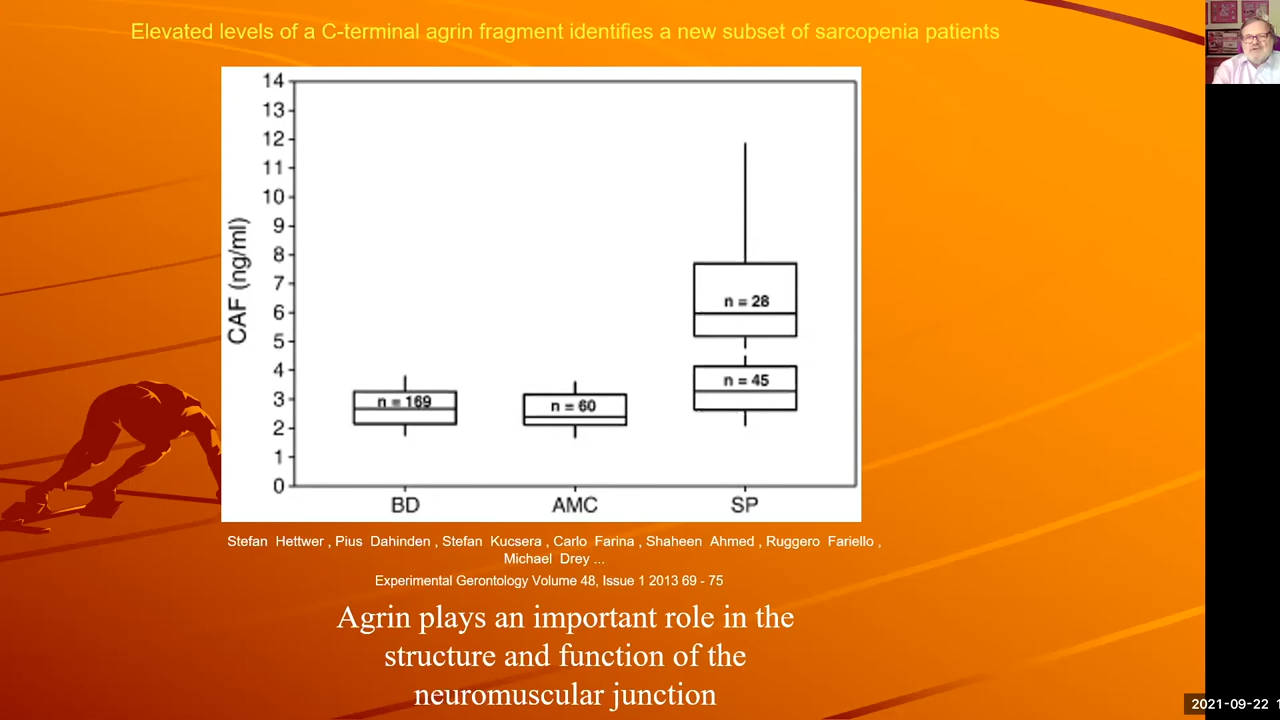 Elevated levels of a C-terminal agrin fragment identifies a new subset of sarcopenia patients
14
13
12
11
10
9
8
7
6
5
4
3
2
1
0
CAF (ng/ml)
n = 169
n = 60
n = 28
n = 45
BD AMC SP
Stefan Hettwer , Pius Dahinden , Stefan Kucsera , Carlo Farina , Shaheen Ahmed , Ruggero Fariello ,
Michael Drey ...
Experimental Gerontology Volume 48, Issue 1 2013 69 - 75
Agrin plays an important role in the
structure and function of the
neuromuscular junction
2021-09-22